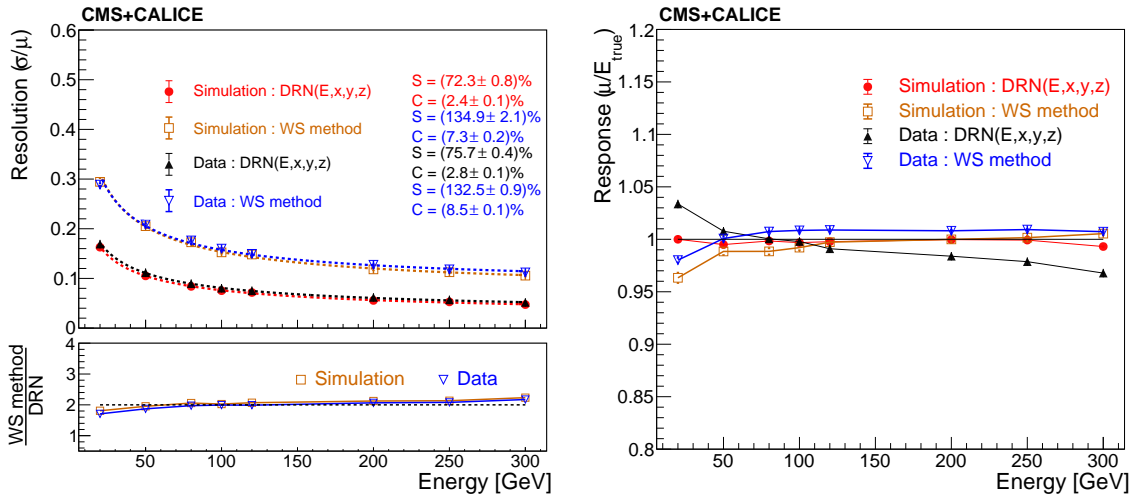 CMS+CALICE
Resolution (σ/μ)
0.6
0.5
0.4
0.3
0.2
0.1
0
Simulation : DRN(E,x,y,z)
Simulation : WS method
Data : DRN(E,x,y,z)
Data : WS method
S = (72.3± 0.8)%
C = (2.4± 0.1)%
S = (134.9± 2.1)%
C = (7.3± 0.2)%
S = (75.7± 0.4)%
C = (2.8± 0.1)%
S = (132.5± 0.9)%
C = (8.5± 0.1)%
WS method
DRN
4
3
2
1
Simulation
Data
50 100 150 200 250 300
Energy [GeV]
CMS+CALICE
Response (μ/E_true)
1.2
1.15
1.1
1.05
1
0.95
0.9
0.85
0.8
Simulation : DRN(E,x,y,z)
Simulation : WS method
Data : DRN(E,x,y,z)
Data : WS method
50 100 150 200 250 300
Energy [GeV]